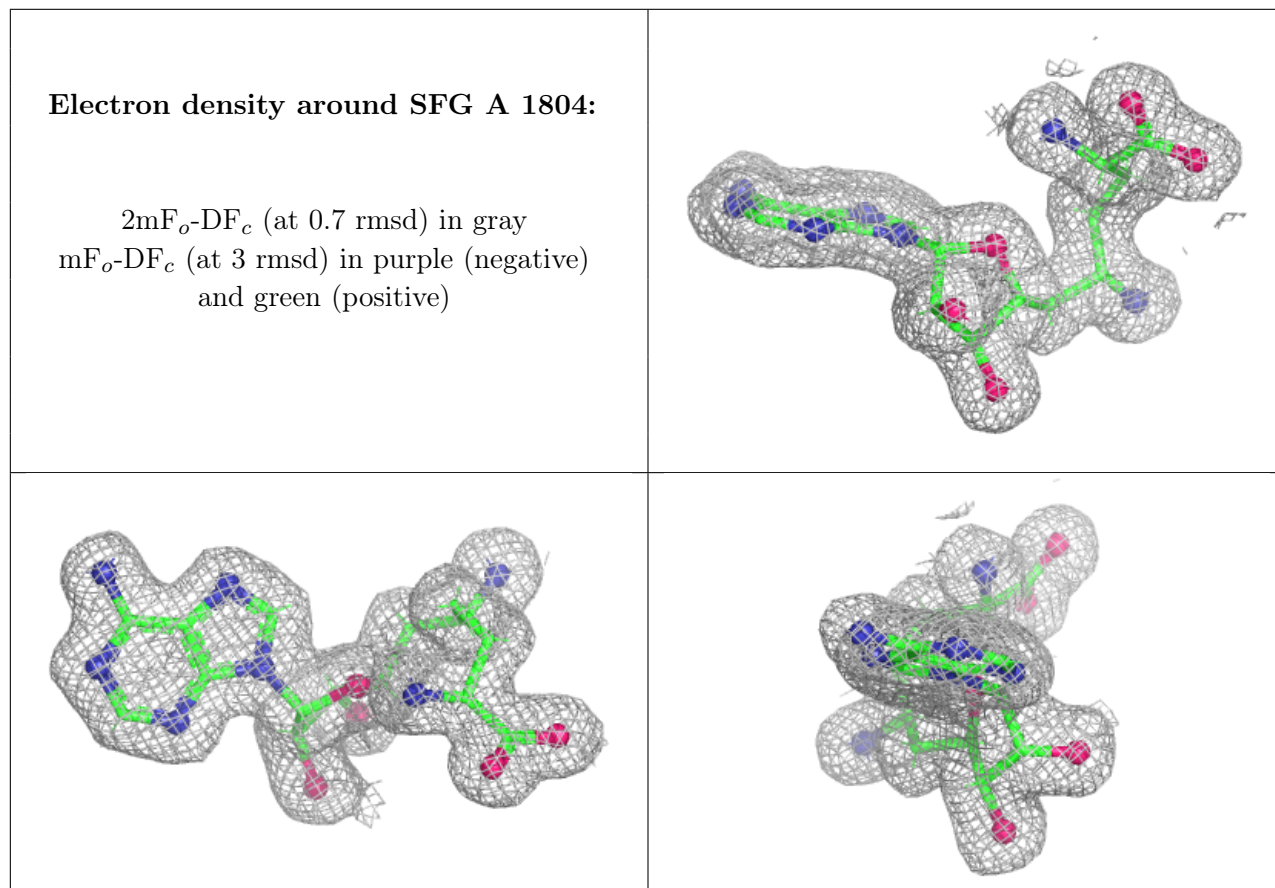 Electron density around SFG A 1804:
2mFo-DFc (at 0.7 rmsd) in gray
mFo-DFc (at 3 rmsd) in purple (negative)
and green (positive)